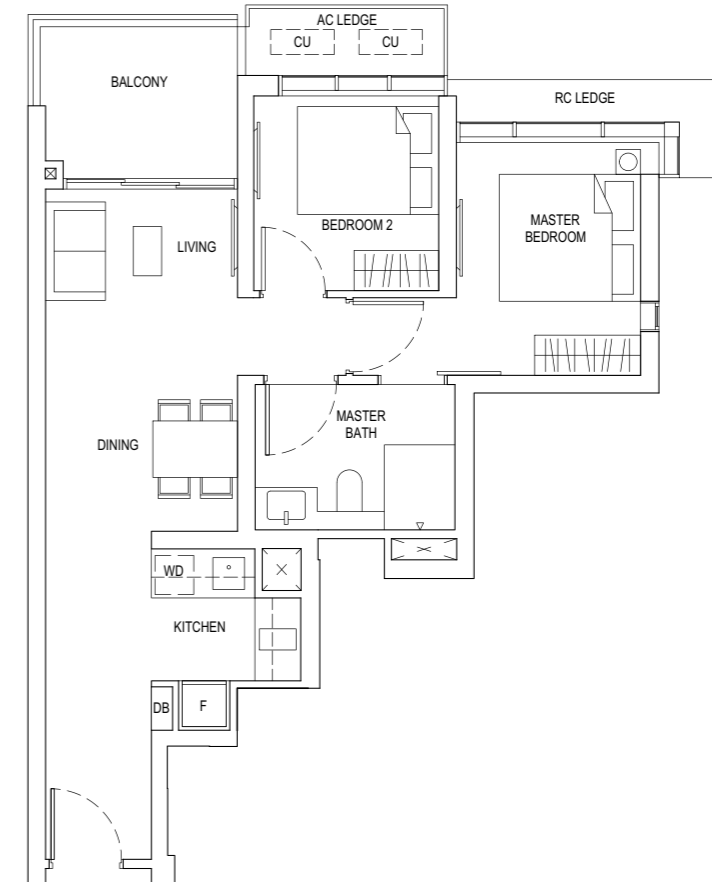 AC LEDGE
CU
CU
BALCONY
RC LEDGE
BEDROOM 2
MASTER
BEDROOM
LIVING
MASTER
BATH
DINING
WD
KITCHEN
DB
F